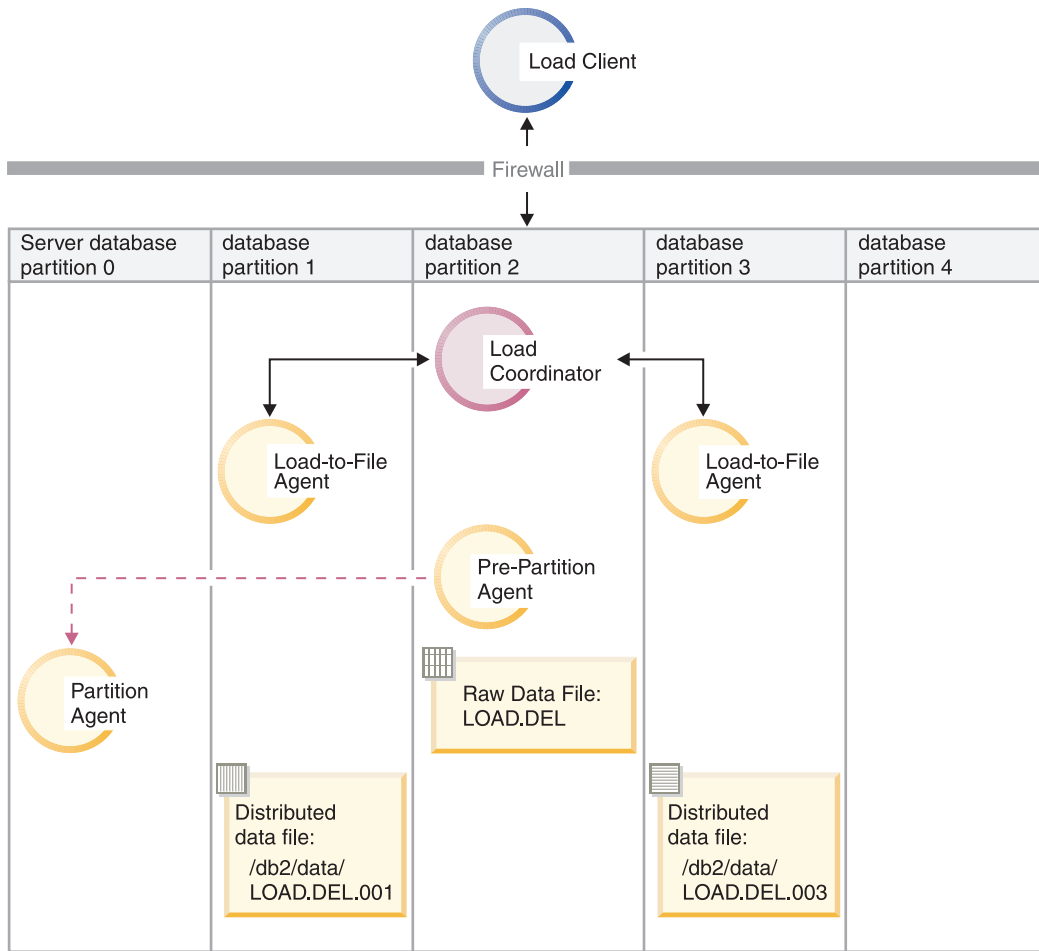 Load Client
Firewall
Server database
partition 0
database
partition 1
database
partition 2
database
partition 3
database
partition 4
Load
Coordinator
Load-to-File
Agent
Load-to-File
Agent
Pre-Partition
Agent
Partition
Agent
Raw Data File:
LOAD.DEL
Distributed
data file:
/db2/data/
LOAD.DEL.001
Distributed
data file:
/db2/data/
LOAD.DEL.003